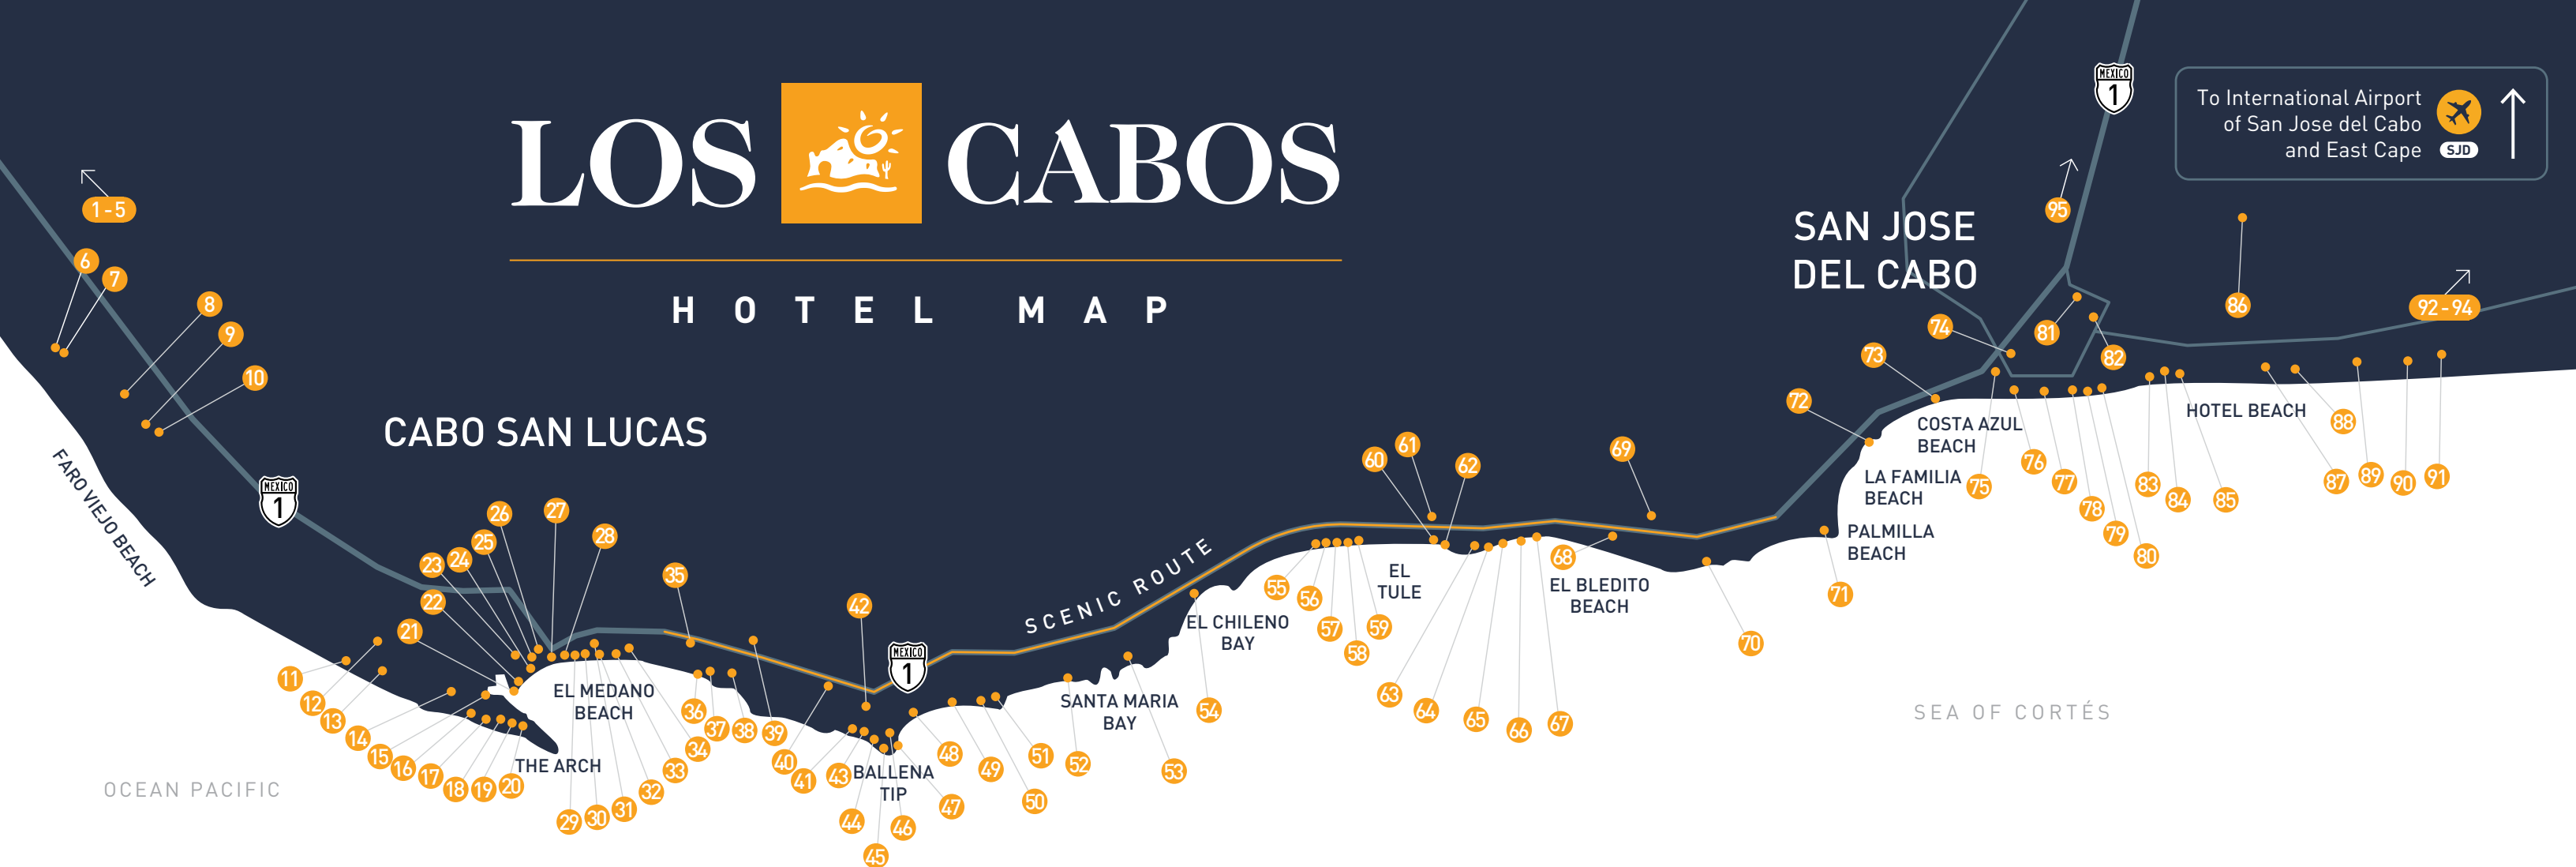 LOS CABOS
HOTEL MAP
To International Airport
of San Jose del Cabo
and East Cape
SJD
MEXICO
1
SAN JOSE
DEL CABO
95
1-5
6
7
8
9
10
86
92-94
74
81
82
73
72
COSTA AZUL
BEACH
HOTEL BEACH
88
LA FAMILIA
BEACH
75
76
77
78
79
80
83
84
85
87
89
90
91
PALMILLA
BEACH
71
CABO SAN LUCAS
FARO VIEJO BEACH
MEXICO
1
26
27
28
25
24
23
22
21
35
42
MEXICO
1
SCENIC ROUTE
60
61
62
69
68
EL BLEDITO
BEACH
70
EL
TULE
55
56
57
58
59
63
64
65
66
67
EL CHILENO
BAY
54
SANTA MARIA
BAY
53
52
51
50
49
48
47
46
45
44
43
BALLENA
TIP
41
40
39
38
37
36
34
33
32
31
30
29
EL MEDANO
BEACH
THE ARCH
11
12
13
14
15
16
17
18
19
20
OCEAN PACIFIC
SEA OF CORTÉS